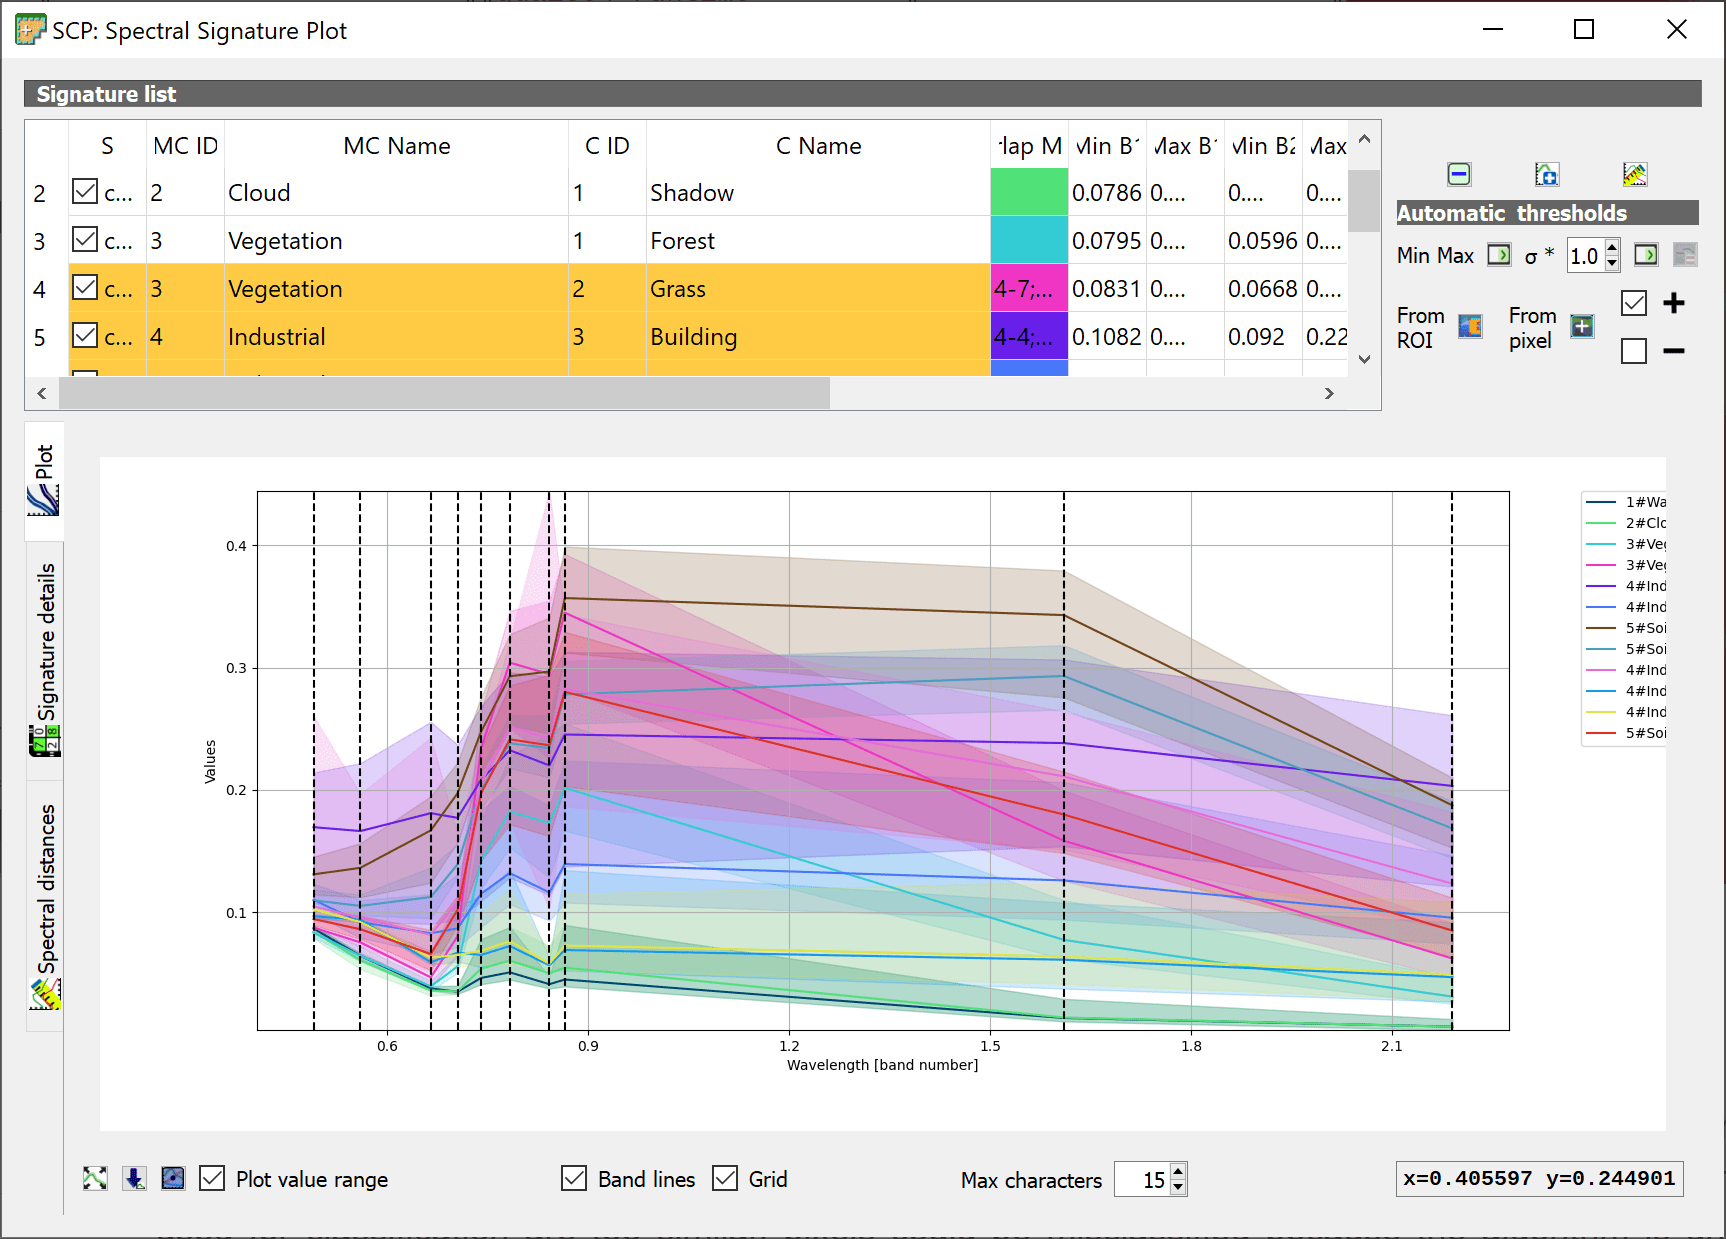 SCP: Spectral Signature Plot
Signature list
S MC ID MC Name C ID C Name rlap M Min B1 Max B1 Min B2 Max
2 c... 2 Cloud 1 Shadow 0.0786 0.... 0.... 0....
3 c... 3 Vegetation 1 Forest 0.0795 0.... 0.0596 0....
4 c... 3 Vegetation 2 Grass 4-7;... 0.0831 0.... 0.0668 0....
5 c... 4 Industrial 3 Building 4-4;... 0.1082 0.... 0.092 0.22
Automatic thresholds
Min Max σ * 1.0
From ROI
From pixel
+
−
Plot
Signature details
Spectral distances
0.4
0.3
0.2
0.1
Values
0.6 0.9 1.2 1.5 1.8 2.1
Wavelength [band number]
1#Wa
2#Clo
3#Veg
3#Veg
4#Ind
4#Ind
5#Soi
5#Soi
4#Ind
4#Ind
4#Ind
5#Soi
Plot value range Band lines Grid Max characters 15 x=0.405597 y=0.244901